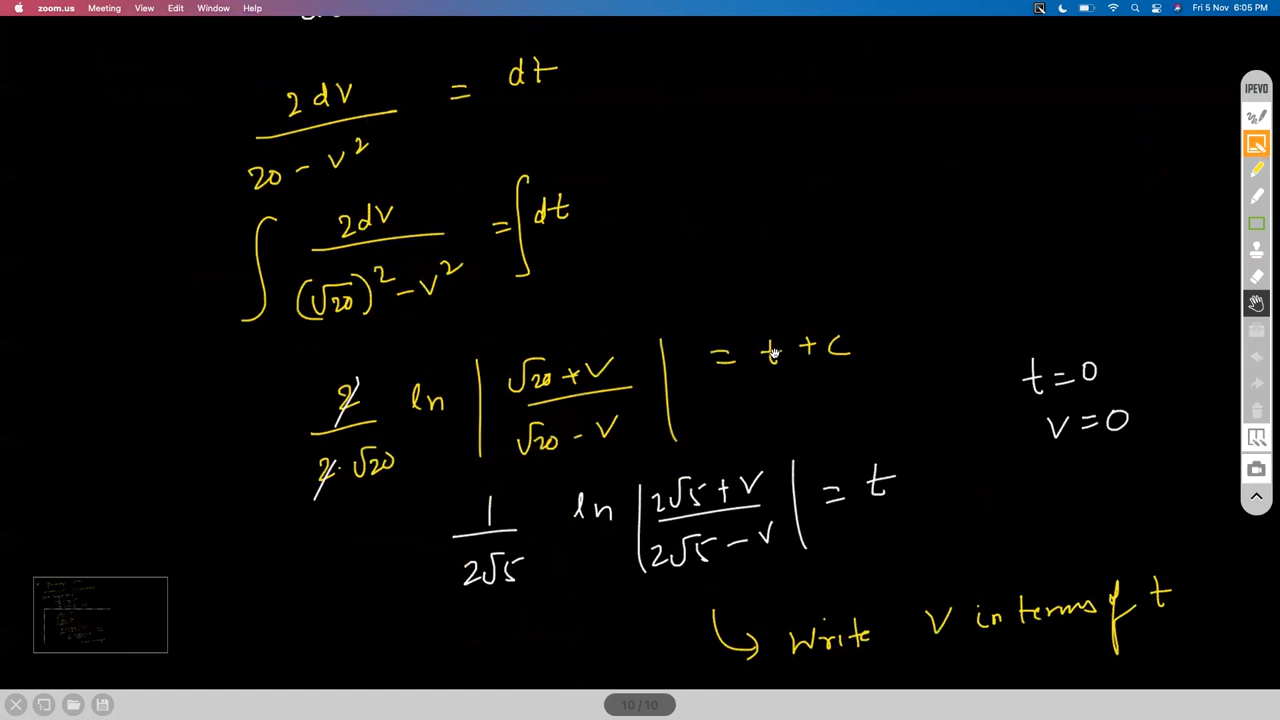 zoom.us Meeting View Edit Window Help Fri 5 Nov 6:05 PM
2dv / 20 - v² = dt
∫ 2dv / (√20)² - v² = ∫ dt
2 / 2·√20 ln | √20 + v / √20 - v | = t + c
t = 0
v = 0
1 / 2√5 ln | 2√5 + v / 2√5 - v | = t
↳ Write v in terms of t
IPEVO
10 / 10